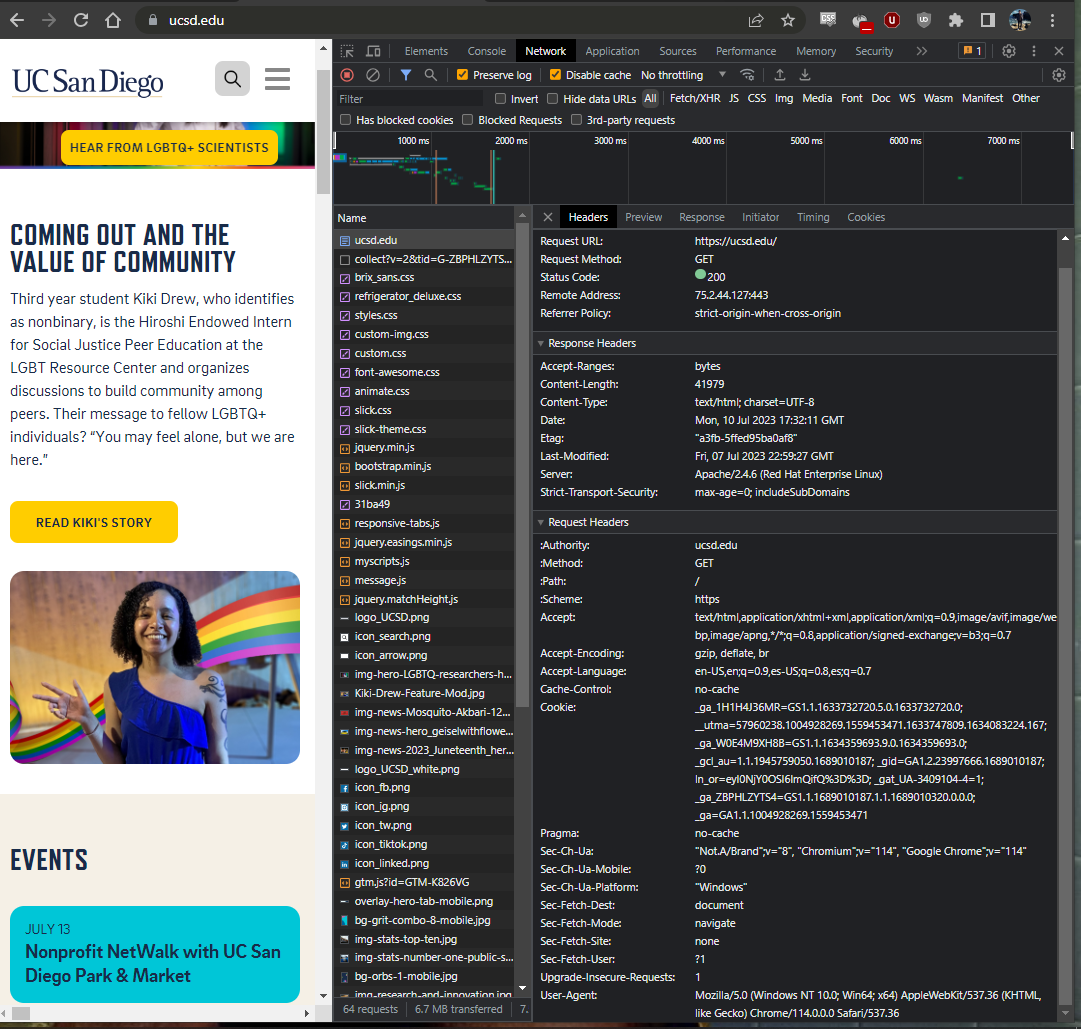 ucsd.edu
UC San Diego
HEAR FROM LGBTQ+ SCIENTISTS
COMING OUT AND THE
VALUE OF COMMUNITY
Third year student Kiki Drew, who identifies
as nonbinary, is the Hiroshi Endowed Intern
for Social Justice Peer Education at the
LGBT Resource Center and organizes
discussions to build community among
peers. Their message to fellow LGBTQ+
individuals? “You may feel alone, but we are
here.”
READ KIKI'S STORY
EVENTS
JULY 13
Nonprofit NetWalk with UC San
Diego Park & Market
Elements Console Network Application Sources Performance Memory Security » 1
Preserve log Disable cache No throttling
Filter Invert Hide data URLs All Fetch/XHR JS CSS Img Media Font Doc WS Wasm Manifest Other
Has blocked cookies Blocked Requests 3rd-party requests
1000 ms 2000 ms 3000 ms 4000 ms 5000 ms 6000 ms 7000 ms
Name
ucsd.edu
collect?v=2&tid=G-ZBPHLZYTS...
brix_sans.css
refrigerator_deluxe.css
styles.css
custom-img.css
custom.css
font-awesome.css
animate.css
slick.css
slick-theme.css
jquery.min.js
bootstrap.min.js
slick.min.js
31ba49
responsive-tabs.js
jquery.easings.min.js
myscripts.js
message.js
jquery.matchHeight.js
logo_UCSD.png
icon_search.png
icon_arrow.png
img-hero-LGBTQ-researchers-h...
Kiki-Drew-Feature-Mod.jpg
img-news-Mosquito-Akbari-12...
img-news-hero_geiselwithflowe...
img-news-2023_Juneteenth_her...
logo_UCSD_white.png
icon_fb.png
icon_ig.png
icon_tw.png
icon_tiktok.png
icon_linked.png
gtm.js?id=GTM-K826VG
overlay-hero-tab-mobile.png
bg-grit-combo-8-mobile.jpg
img-stats-top-ten.jpg
img-stats-number-one-public-s...
bg-orbs-1-mobile.jpg
img-research-and-innovation.jpg
64 requests 6.7 MB transferred 7.
Headers Preview Response Initiator Timing Cookies
Request URL: https://ucsd.edu/
Request Method: GET
Status Code: 200
Remote Address: 75.2.44.127:443
Referrer Policy: strict-origin-when-cross-origin
Response Headers
Accept-Ranges: bytes
Content-Length: 41979
Content-Type: text/html; charset=UTF-8
Date: Mon, 10 Jul 2023 17:32:11 GMT
Etag: "a3fb-5ffed95ba0af8"
Last-Modified: Fri, 07 Jul 2023 22:59:27 GMT
Server: Apache/2.4.6 (Red Hat Enterprise Linux)
Strict-Transport-Security: max-age=0; includeSubDomains
Request Headers
:Authority: ucsd.edu
:Method: GET
:Path: /
:Scheme: https
Accept: text/html,application/xhtml+xml,application/xml;q=0.9,image/avif,image/we
bp,image/apng,*/*;q=0.8,application/signed-exchange;v=b3;q=0.7
Accept-Encoding: gzip, deflate, br
Accept-Language: en-US,en;q=0.9,es-US;q=0.8,es;q=0.7
Cache-Control: no-cache
Cookie: _ga_1H1H4J36MR=GS1.1.1633732720.5.0.1633732720.0;
__utma=57960238.1004928269.1559453471.1633747809.1634083224.167;
_ga_W0E4M9XH8B=GS1.1.1634359693.9.0.1634359693.0;
_gcl_au=1.1.1945759050.1689010187; _gid=GA1.2.23997666.1689010187;
ln_or=eyI0NjY0OSI6ImQifQ%3D%3D; _gat_UA-3409104-4=1;
_ga_ZBPHLZYTS4=GS1.1.1689010187.1.1.1689010320.0.0.0;
_ga=GA1.1.1004928269.1559453471
Pragma: no-cache
Sec-Ch-Ua: "Not.A/Brand";v="8", "Chromium";v="114", "Google Chrome";v="114"
Sec-Ch-Ua-Mobile: ?0
Sec-Ch-Ua-Platform: "Windows"
Sec-Fetch-Dest: document
Sec-Fetch-Mode: navigate
Sec-Fetch-Site: none
Sec-Fetch-User: ?1
Upgrade-Insecure-Requests: 1
User-Agent: Mozilla/5.0 (Windows NT 10.0; Win64; x64) AppleWebKit/537.36 (KHTML,
like Gecko) Chrome/114.0.0.0 Safari/537.36